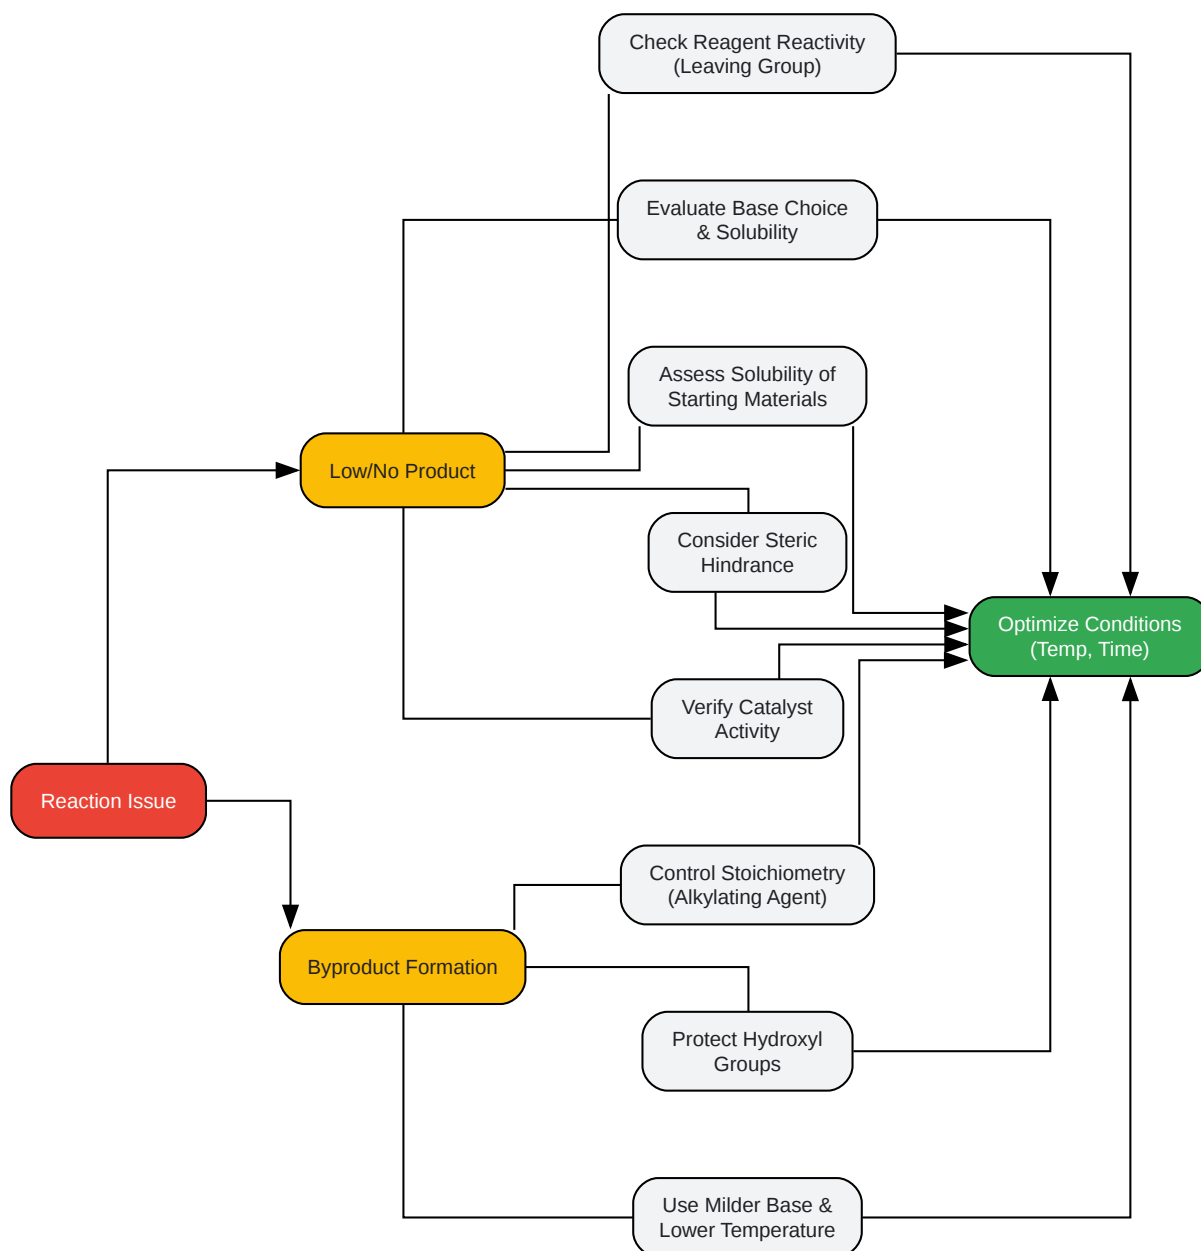 Check Reagent Reactivity
(Leaving Group)
Evaluate Base Choice
& Solubility
Assess Solubility of
Starting Materials
Low/No Product
Consider Steric
Hindrance
Optimize Conditions
(Temp, Time)
Verify Catalyst
Activity
Reaction Issue
Control Stoichiometry
(Alkylating Agent)
Byproduct Formation
Protect Hydroxyl
Groups
Use Milder Base &
Lower Temperature